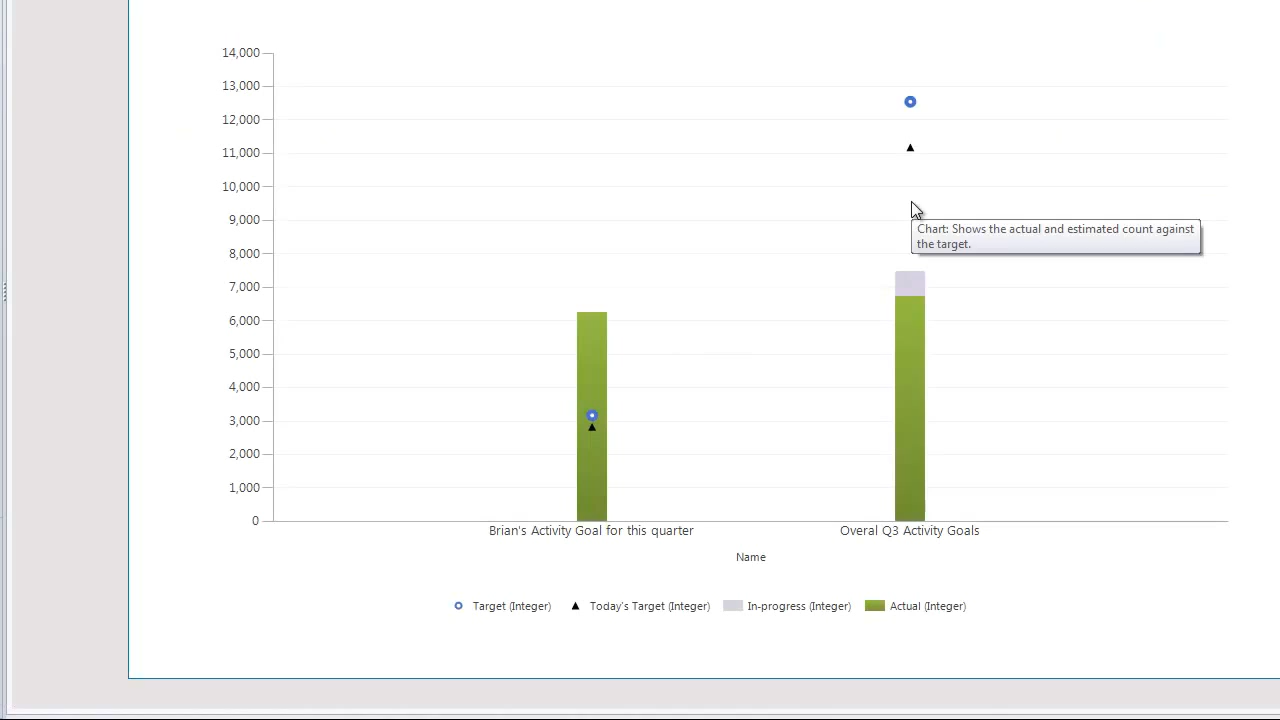 14,000
13,000
12,000
11,000
10,000
9,000
Chart: Shows the actual and estimated count against
the target.
8,000
7,000
6,000
5,000
4,000
3,000
2,000
1,000
0
Brian's Activity Goal for this quarter
Overal Q3 Activity Goals
Name
Target (Integer)
Today's Target (Integer)
In-progress (Integer)
Actual (Integer)